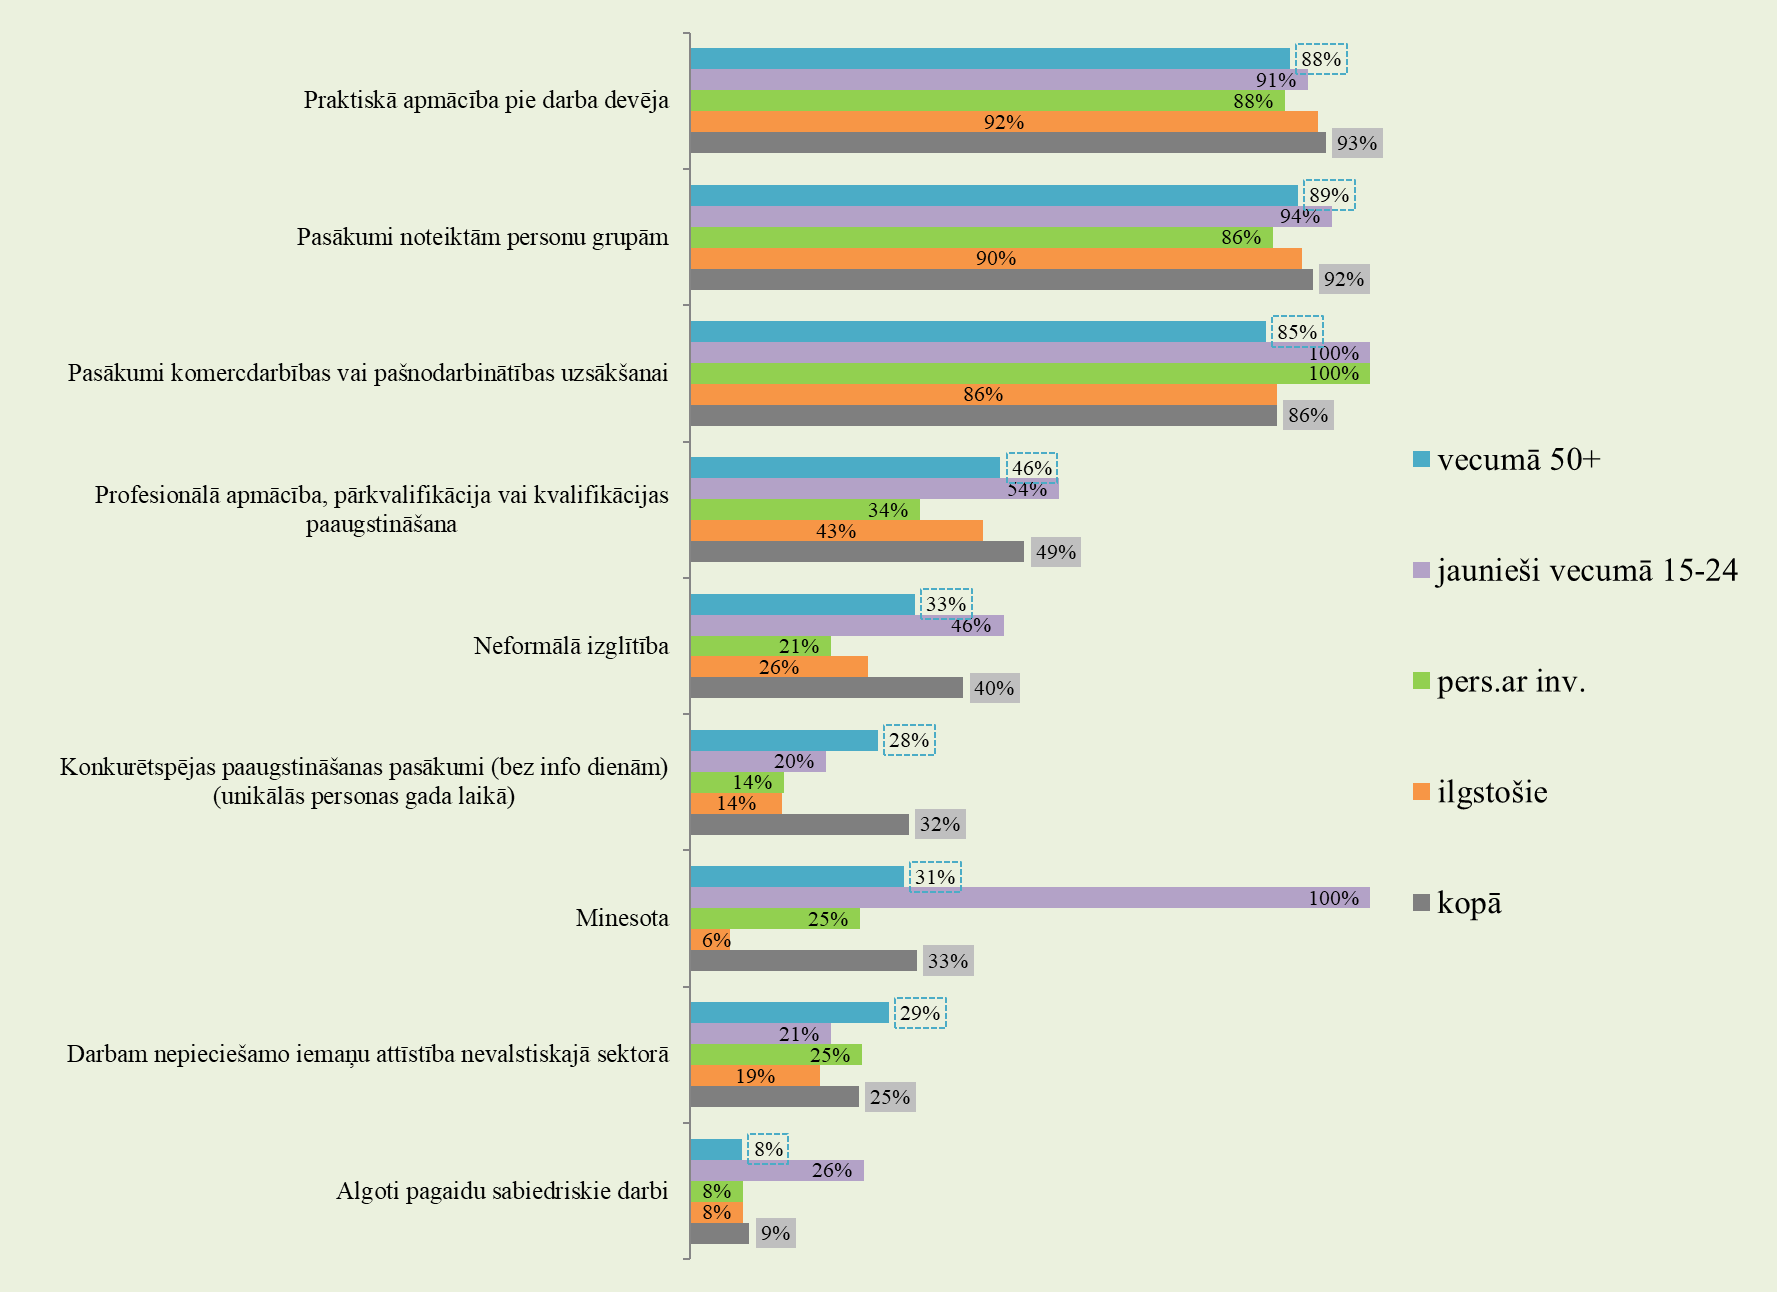 Praktiskā apmācība pie darba devēja
88%
91%
88%
92%
93%
Pasākumi noteiktām personu grupām
89%
94%
86%
90%
92%
Pasākumi komercdarbības vai pašnodarbinātības uzsākšanai
85%
100%
100%
86%
86%
Profesionālā apmācība, pārkvalifikācija vai kvalifikācijas
paaugstināšana
46%
54%
34%
43%
49%
Neformālā izglītība
33%
46%
21%
26%
40%
Konkurētspējas paaugstināšanas pasākumi (bez info dienām)
(unikālās personas gada laikā)
28%
20%
14%
14%
32%
Minesota
31%
100%
25%
6%
33%
Darbam nepieciešamo iemaņu attīstība nevalstiskajā sektorā
29%
21%
25%
19%
25%
Algoti pagaidu sabiedriskie darbi
8%
26%
8%
8%
9%
vecumā 50+
jaunieši vecumā 15-24
pers.ar inv.
ilgstošie
kopā